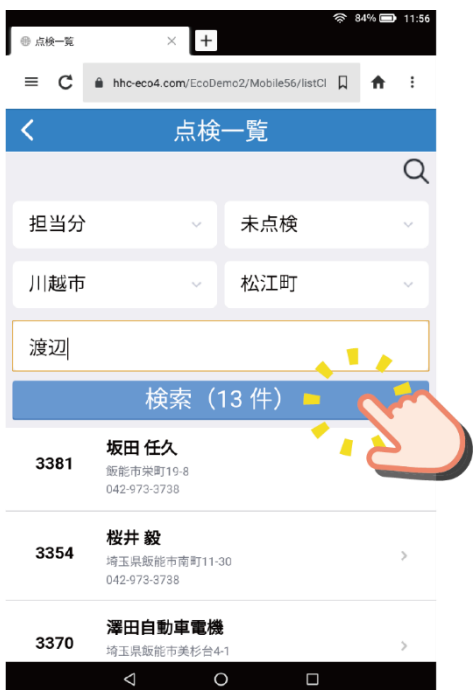 84% 11:56
点検一覧
hhc-eco4.com/EcoDemo2/Mobile56/listCl
点検一覧
担当分 未点検
川越市 松江町
渡辺
検索（13 件）
坂田 任久
3381 飯能市栄町19-8
042-973-3738
桜井 毅
3354 埼玉県飯能市南町11-30
042-973-3738
澤田自動車電機
3370 埼玉県飯能市美杉台4-1